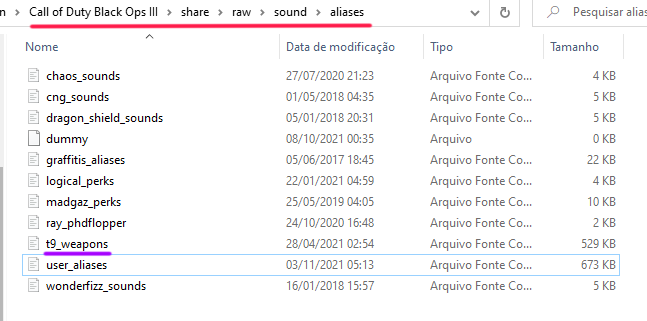 n › Call of Duty Black Ops III › share › raw › sound › aliases Pesquisar alias
Nome Data de modificação Tipo Tamanho
chaos_sounds 27/07/2020 21:23 Arquivo Fonte Co... 4 KB
cng_sounds 01/05/2018 04:35 Arquivo Fonte Co... 5 KB
dragon_shield_sounds 05/01/2018 20:31 Arquivo Fonte Co... 5 KB
dummy 08/10/2021 00:35 Arquivo 0 KB
graffitis_aliases 05/06/2017 18:45 Arquivo Fonte Co... 22 KB
logical_perks 22/01/2021 04:59 Arquivo Fonte Co... 4 KB
madgaz_perks 25/05/2019 04:05 Arquivo Fonte Co... 10 KB
ray_phdflopper 24/10/2020 16:48 Arquivo Fonte Co... 2 KB
t9_weapons 28/04/2021 02:54 Arquivo Fonte Co... 529 KB
user_aliases 03/11/2021 05:13 Arquivo Fonte Co... 673 KB
wonderfizz_sounds 16/01/2018 15:57 Arquivo Fonte Co... 5 KB